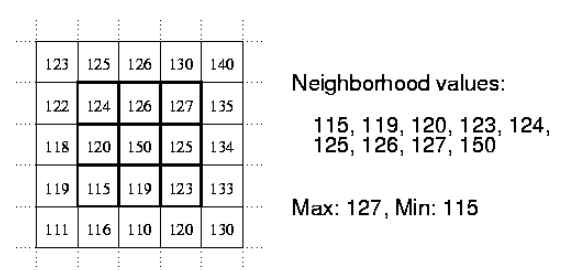 123 125 126 130 140
122 124 126 127 135
118 120 150 125 134
119 115 119 123 133
111 116 110 120 130
Neighborhood values:
115, 119, 120, 123, 124,
125, 126, 127, 150
Max: 127, Min: 115